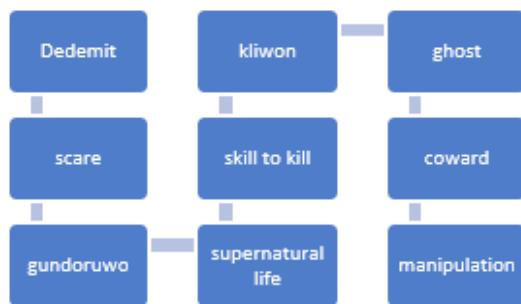 Dedemit
scare
gundoruwo
supernatural
life
skill to kill
kliwon
ghost
coward
manipulation